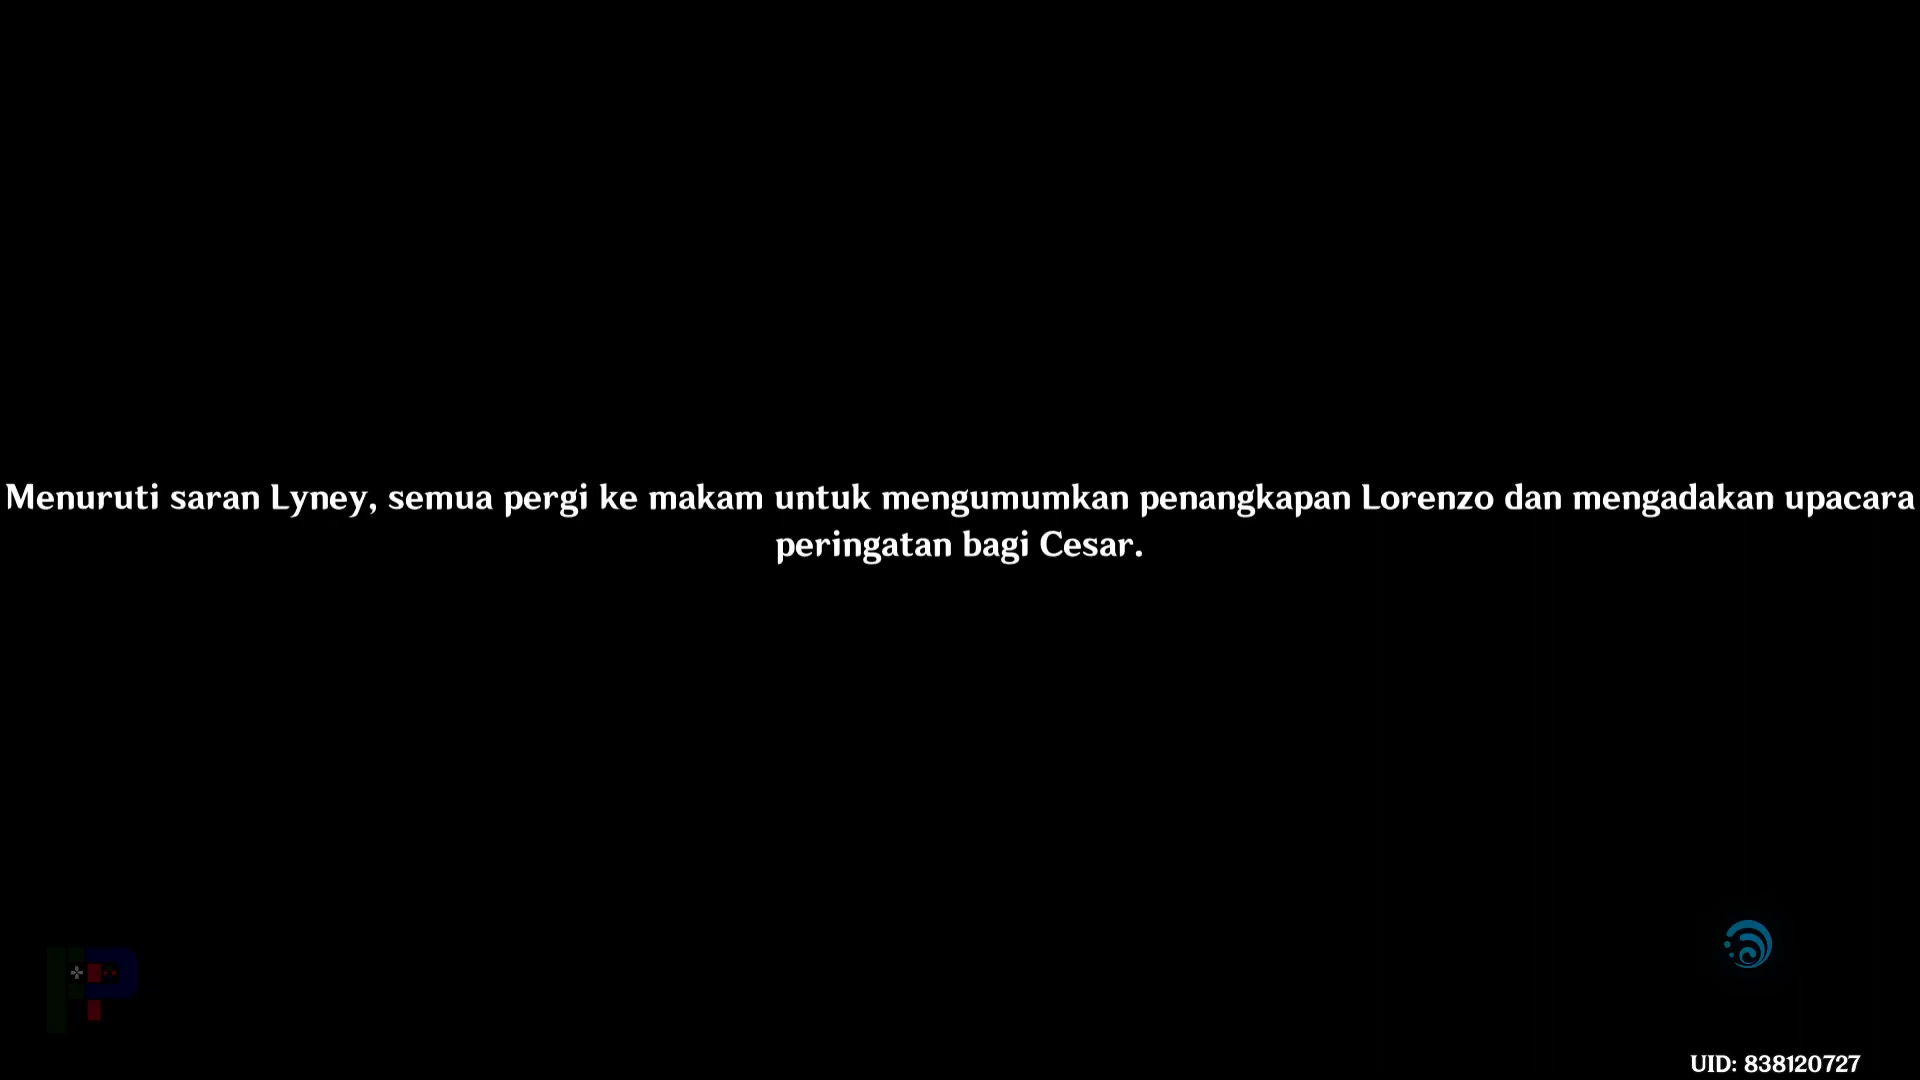 Menuruti saran Lyney, semua pergi ke makam untuk mengumumkan penangkapan Lorenzo dan mengadakan upacara
peringatan bagi Cesar.
UID: 838120727